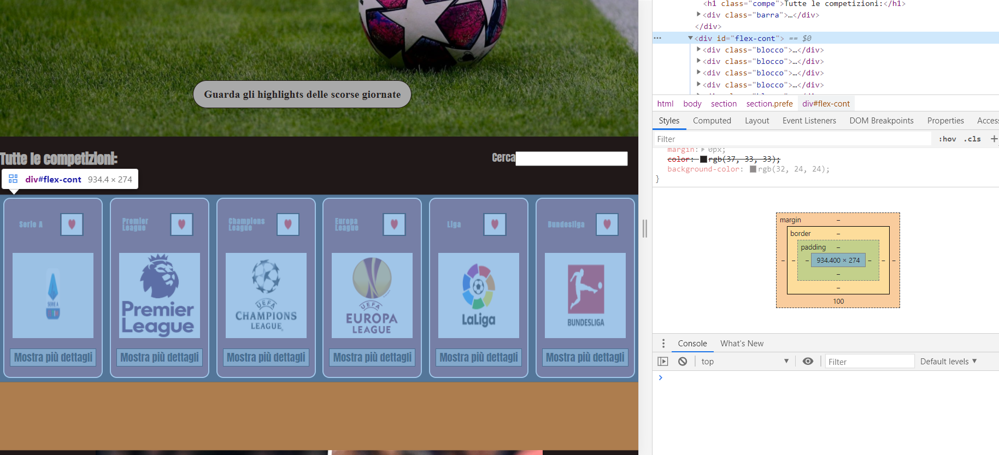 Guarda gli highlights delle scorse giornate
Tutte le competizioni:
Cerca
div#flex-cont 934.4 × 274
Serie A
Premier
League
Champions
League
Europa
League
Liga
Bundesliga
SERIE A
Premier
League
UEFA
CHAMPIONS
LEAGUE
UEFA
EUROPA
LEAGUE
LaLiga
BUNDESLIGA
Mostra più dettagli
Mostra più dettagli
Mostra più dettagli
Mostra più dettagli
Mostra più dettagli
Mostra più dettagli
<h1 class="compe">Tutte le competizioni:</h1>
<div class="barra">…</div>
</div>
<div id="flex-cont"> == $0
<div class="blocco">…</div>
<div class="blocco">…</div>
<div class="blocco">…</div>
<div class="blocco">…</div>
html body section section.prefe div#flex-cont
Styles Computed Layout Event Listeners DOM Breakpoints Properties Acces
Filter :hov .cls +
margin: 0px;
color: rgb(37, 33, 33);
background-color: rgb(32, 24, 24);
}
margin –
border –
padding –
– – – 934.400 × 274 – – –
–
–
100
Console What's New
top Filter Default levels